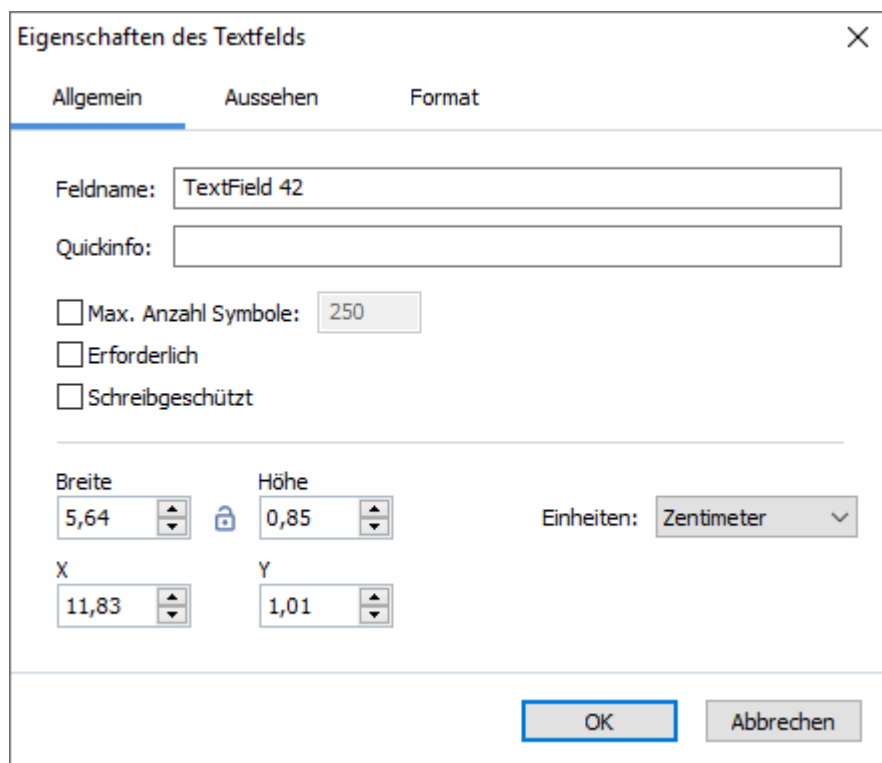 Eigenschaften des Textfelds
Allgemein Aussehen Format
Feldname: TextField 42
Quickinfo:
Max. Anzahl Symbole: 250
Erforderlich
Schreibgeschützt
Breite Höhe
5,64 0,85 Einheiten: Zentimeter
X Y
11,83 1,01
OK Abbrechen